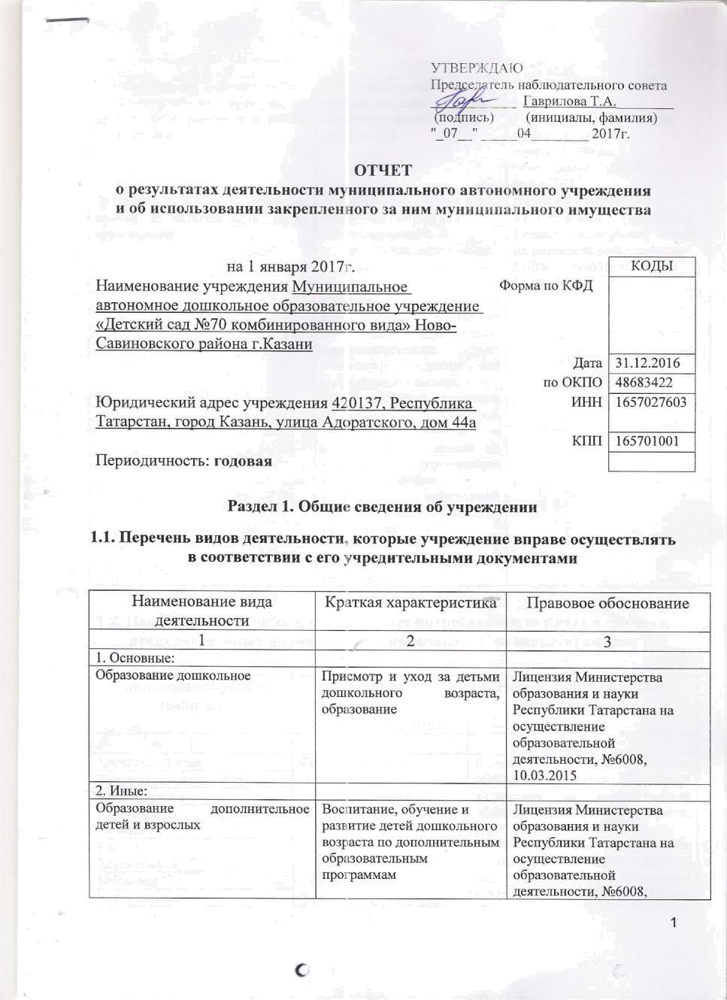 УТВЕРЖДАЮ
Председатель наблюдательного совета
____________ Гаврилова Т.А.________
(подпись) (инициалы, фамилия)
"_07__" _____04________ 2017г.
ОТЧЕТ
о результатах деятельности муниципального автономного учреждения
и об использовании закрепленного за ним муниципального имущества
КОДЫ
на 1 января 2017г.
Наименование учреждения Муниципальное Форма по КФД
автономное дошкольное образовательное учреждение
«Детский сад №70 комбинированного вида» Ново-
Савиновского района г.Казани
Дата 31.12.2016
по ОКПО 48683422
Юридический адрес учреждения 420137, Республика ИНН 1657027603
Татарстан, город Казань, улица Адоратского, дом 44а
КПП 165701001
Периодичность: годовая
Раздел 1. Общие сведения об учреждении
1.1. Перечень видов деятельности, которые учреждение вправе осуществлять
в соответствии с его учредительными документами
Наименование вида Краткая характеристика Правовое обоснование
деятельности
1 2 3
1. Основные:
Образование дошкольное Присмотр и уход за детьми Лицензия Министерства
дошкольного возраста, образования и науки
образование Республики Татарстана на
осуществление
образовательной
деятельности, №6008,
10.03.2015
2. Иные:
Образование дополнительное Воспитание, обучение и Лицензия Министерства
детей и взрослых развитие детей дошкольного образования и науки
возраста по дополнительным Республики Татарстана на
образовательным осуществление
программам образовательной
деятельности, №6008,
1